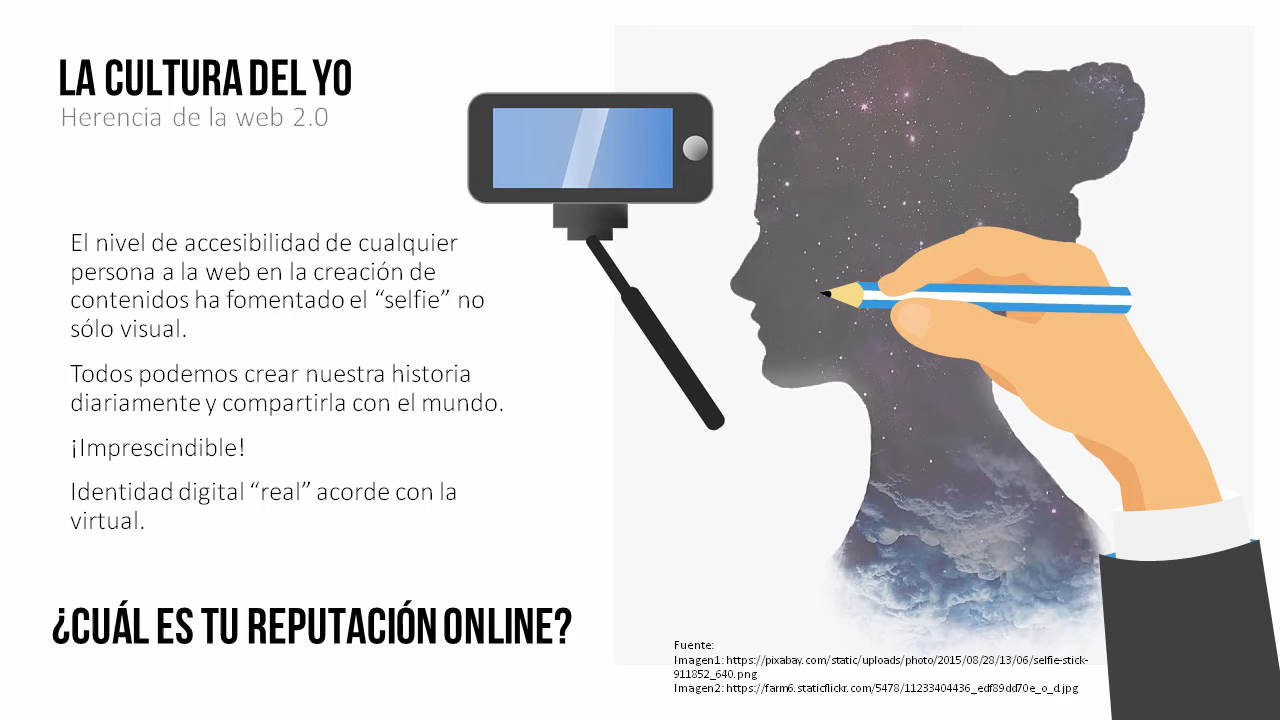 LA CULTURA DEL YO
Herencia de la web 2.0
El nivel de accesibilidad de cualquier
persona a la web en la creación de
contenidos ha fomentado el “selfie” no
sólo visual.
Todos podemos crear nuestra historia
diariamente y compartirla con el mundo.
¡Imprescindible!
Identidad digital “real” acorde con la
virtual.
¿CUÁL ES TU REPUTACIÓN ONLINE?
Fuente:
Imagen1: https://pixabay.com/static/uploads/photo/2015/08/28/13/06/selfie-stick-
911852_640.png
Imagen2: https://farm6.staticflickr.com/5478/11233404436_edf89dd70e_o_d.jpg